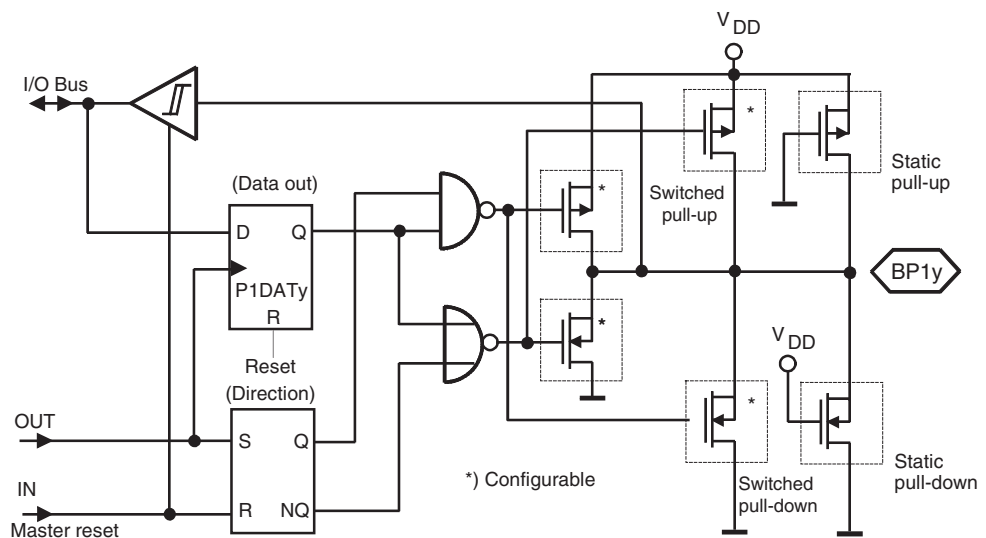 V DD
I/O Bus
*
*
Static
pull-up
(Data out)
Switched
pull-up
D
Q
P1DATy
R
BP1y
*
V DD
Reset
(Direction)
OUT
S
Q
*
*) Configurable
Static
pull-down
Switched
pull-down
IN
R
NQ
Master reset